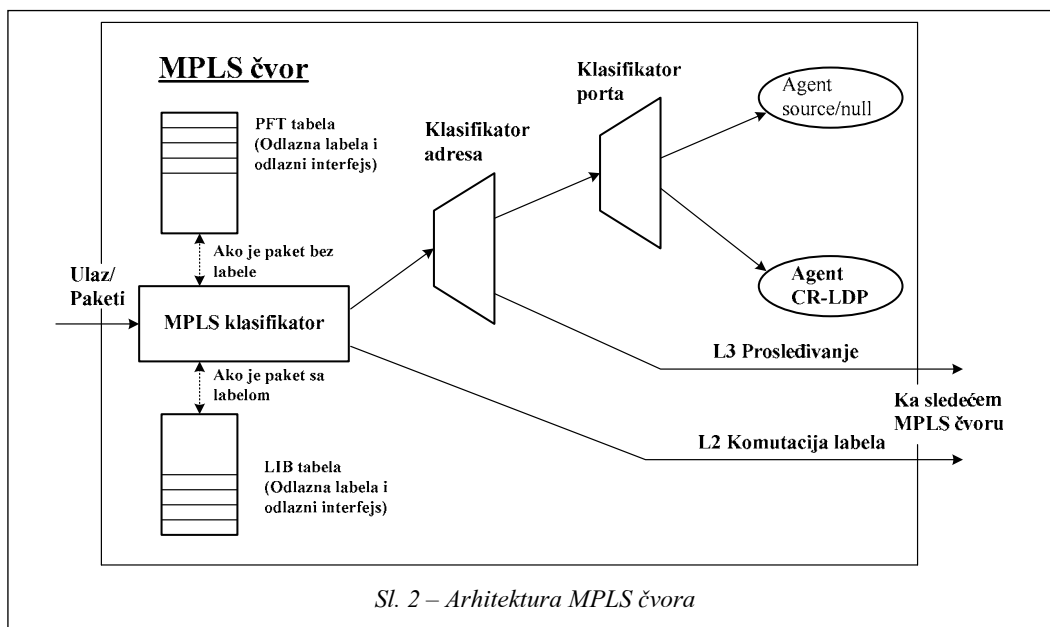 MPLS čvor
PFT tabela
(Odlazna labela i
odlazni interfejs)
Klasifikator
adresa
Klasifikator
porta
Agent
source/null
Ulaz/
Paketi
Ako je paket bez
labele
MPLS klasifikator
Agent
CR-LDP
Ako je paket sa
labelom
L3 Prosleđivanje
Ka sledećem
MPLS čvoru
L2 Komutacija labela
LIB tabela
(Odlazna labela i
odlazni interfejs)
Sl. 2 – Arhitektura MPLS čvora